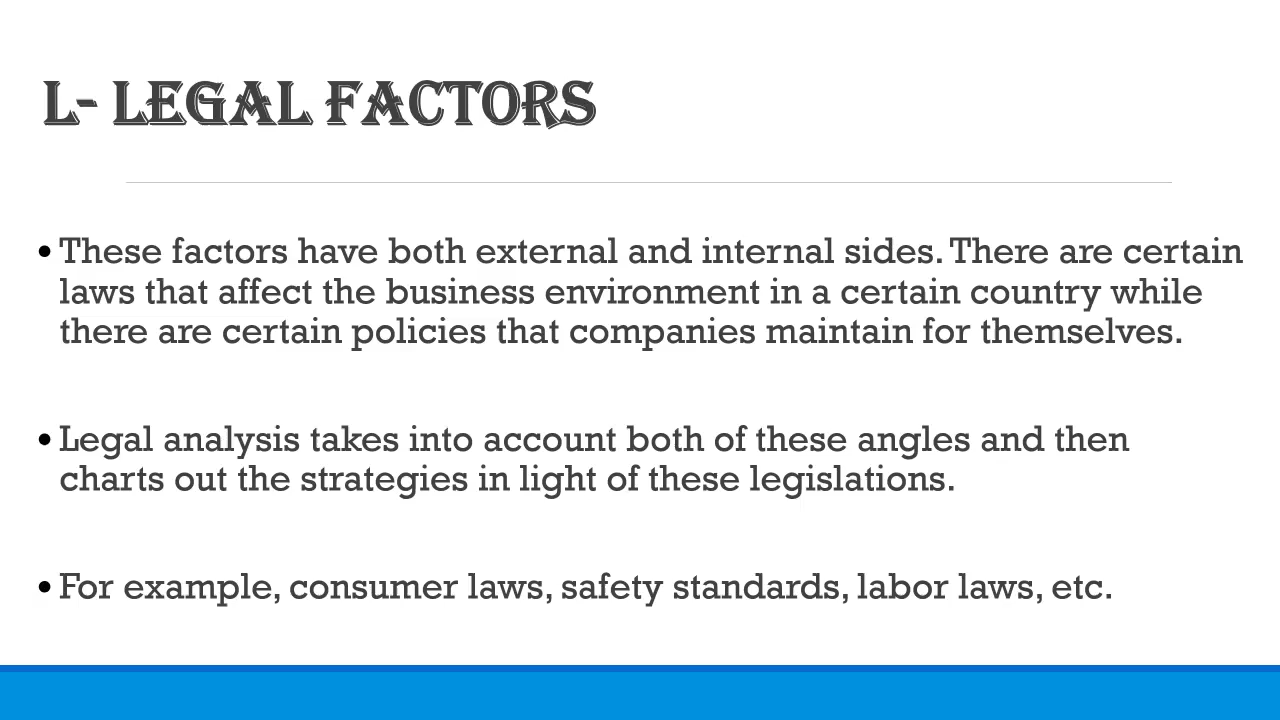 L- LEGAL FACTORS
• These factors have both external and internal sides. There are certain
laws that affect the business environment in a certain country while
there are certain policies that companies maintain for themselves.
• Legal analysis takes into account both of these angles and then
charts out the strategies in light of these legislations.
• For example, consumer laws, safety standards, labor laws, etc.